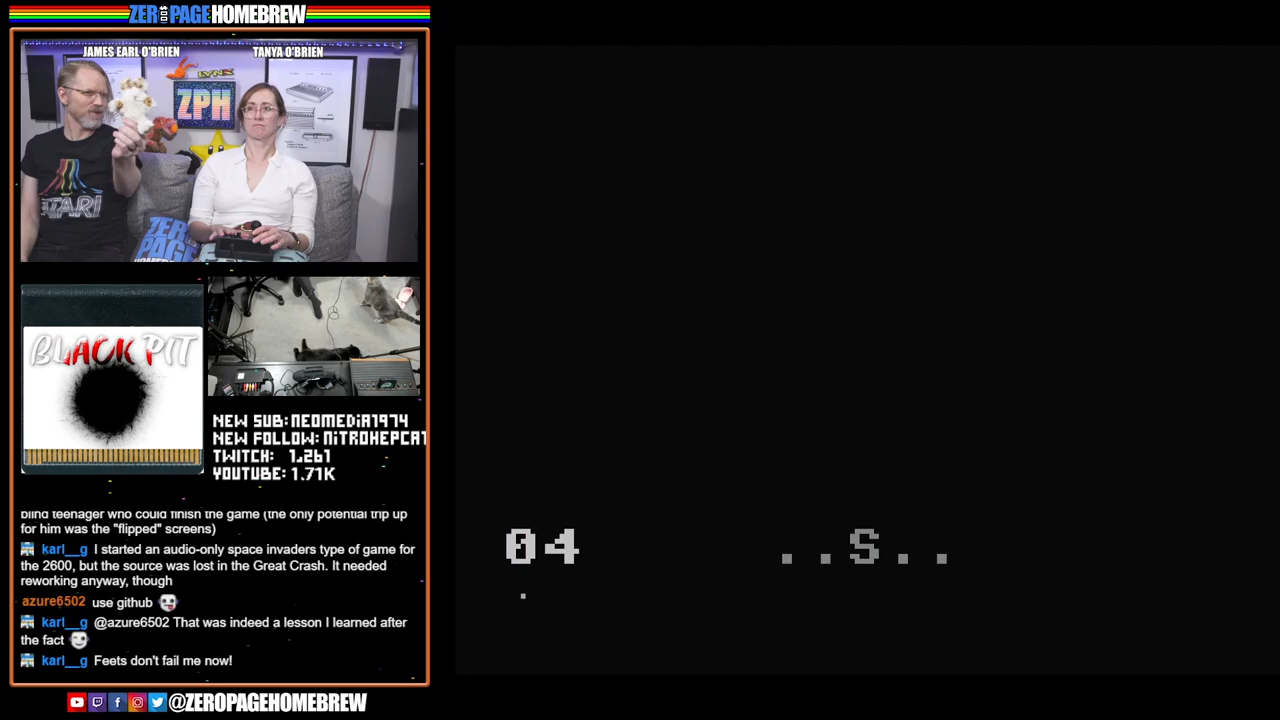 ZERO PAGE HOMEBREW
JAMES EARL O'BRIEN
TANYA O'BRIEN
LYNX
ZPH
ATARI
ZERO
PAGE
BLACK PIT
NEW SUB: NEOMEDIA1974
NEW FOLLOW: NITROHEPCAT
TWITCH: 1,261
YOUTUBE: 1.71K
blind teenager who could finish the game (the only potential trip up
for him was the "flipped" screens)
karl__g I started an audio-only space invaders type of game for
the 2600, but the source was lost in the Great Crash. It needed
reworking anyway, though
azure6502 use github
karl__g @azure6502 That was indeed a lesson I learned after
the fact
karl__g Feets don't fail me now!
04 ..S..
.
@ZEROPAGEHOMEBREW